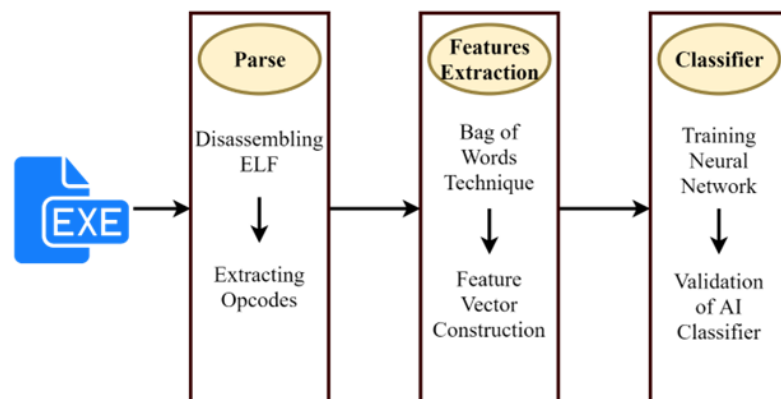 EXE
Parse
Disassembling
ELF
Extracting
Opcodes
Features
Extraction
Bag of
Words
Technique
Feature
Vector
Construction
Classifier
Training
Neural
Network
Validation
of AI
Classifier